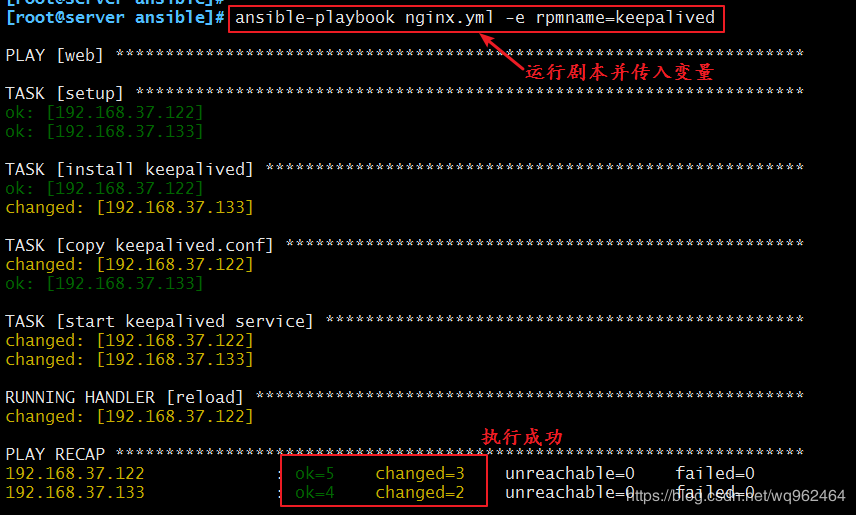 [root@server ansible]#
[root@server ansible]# ansible-playbook nginx.yml -e rpmname=keepalived
PLAY [web] ********************************************************************
运行剧本并传入变量
TASK [setup] ******************************************************************
ok: [192.168.37.122]
ok: [192.168.37.133]
TASK [install keepalived] *****************************************************
ok: [192.168.37.122]
changed: [192.168.37.133]
TASK [copy keepalived.conf] ***************************************************
changed: [192.168.37.122]
ok: [192.168.37.133]
TASK [start keepalived service] ***********************************************
changed: [192.168.37.122]
changed: [192.168.37.133]
RUNNING HANDLER [reload] ******************************************************
changed: [192.168.37.122]
执行成功
PLAY RECAP ********************************************************************
192.168.37.122 : ok=5 changed=3 unreachable=0 failed=0
192.168.37.133 : ok=4 changed=2 unreachable=0 failed=0
https://blog.csdn.net/wq962464